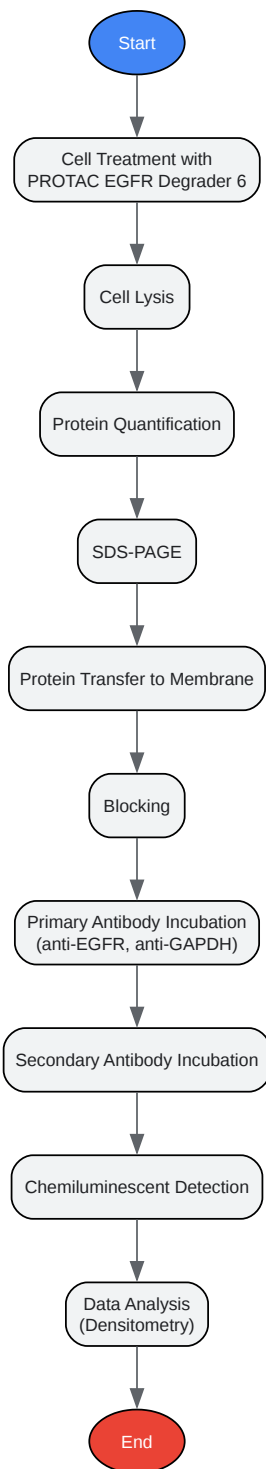 Start
Cell Treatment with
PROTAC EGFR Degrader 6
Cell Lysis
Protein Quantification
SDS-PAGE
Protein Transfer to Membrane
Blocking
Primary Antibody Incubation
(anti-EGFR, anti-GAPDH)
Secondary Antibody Incubation
Chemiluminescent Detection
Data Analysis
(Densitometry)
End